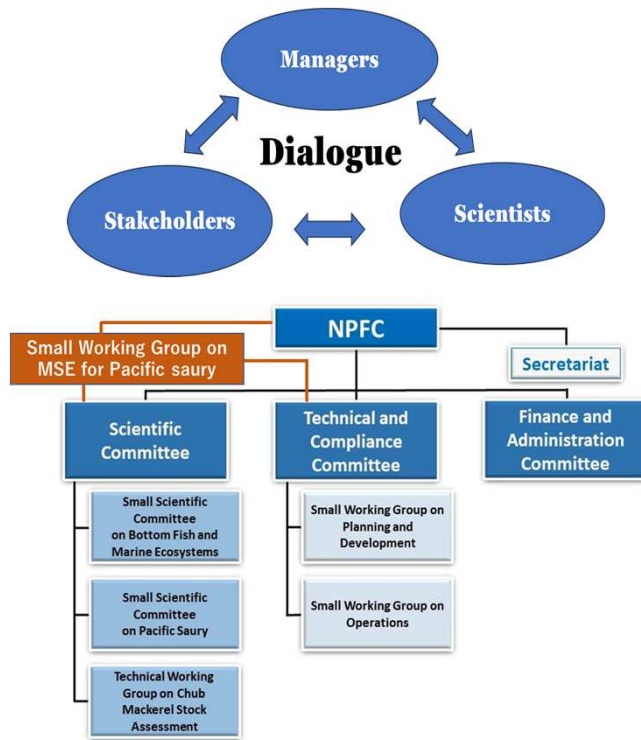 Managers
Dialogue
Stakeholders
Scientists
NPFC
Small Working Group on
MSE for Pacific saury
Secretariat
Scientific
Committee
Technical and
Compliance
Committee
Finance and
Administration
Committee
Small Scientific
Committee
on Bottom Fish and
Marine Ecosystems
Small Working Group on
Planning and
Development
Small Scientific
Committee
on Pacific Saury
Small Working Group on
Operations
Technical Working
Group on Chub
Mackerel Stock
Assessment